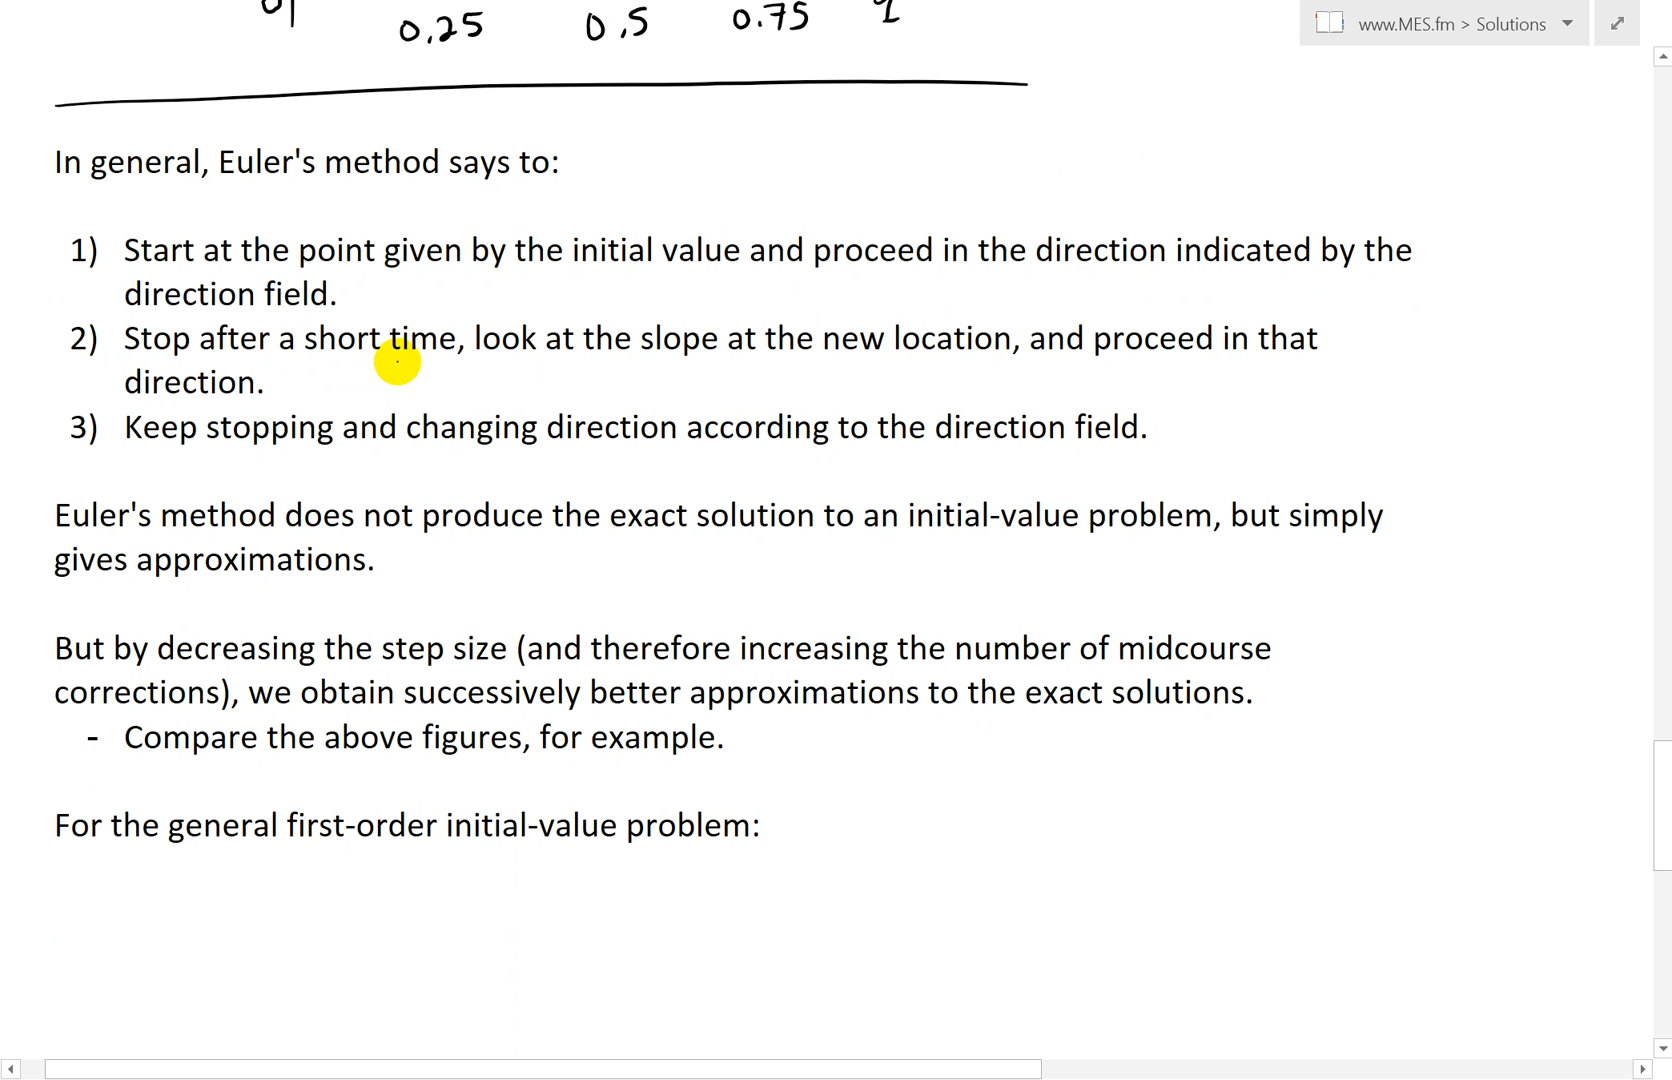 0.25 0.5 0.75 1
www.MES.fm > Solutions
In general, Euler's method says to:
1) Start at the point given by the initial value and proceed in the direction indicated by the
direction field.
2) Stop after a short time, look at the slope at the new location, and proceed in that
direction.
3) Keep stopping and changing direction according to the direction field.
Euler's method does not produce the exact solution to an initial-value problem, but simply
gives approximations.
But by decreasing the step size (and therefore increasing the number of midcourse
corrections), we obtain successively better approximations to the exact solutions.
- Compare the above figures, for example.
For the general first-order initial-value problem: